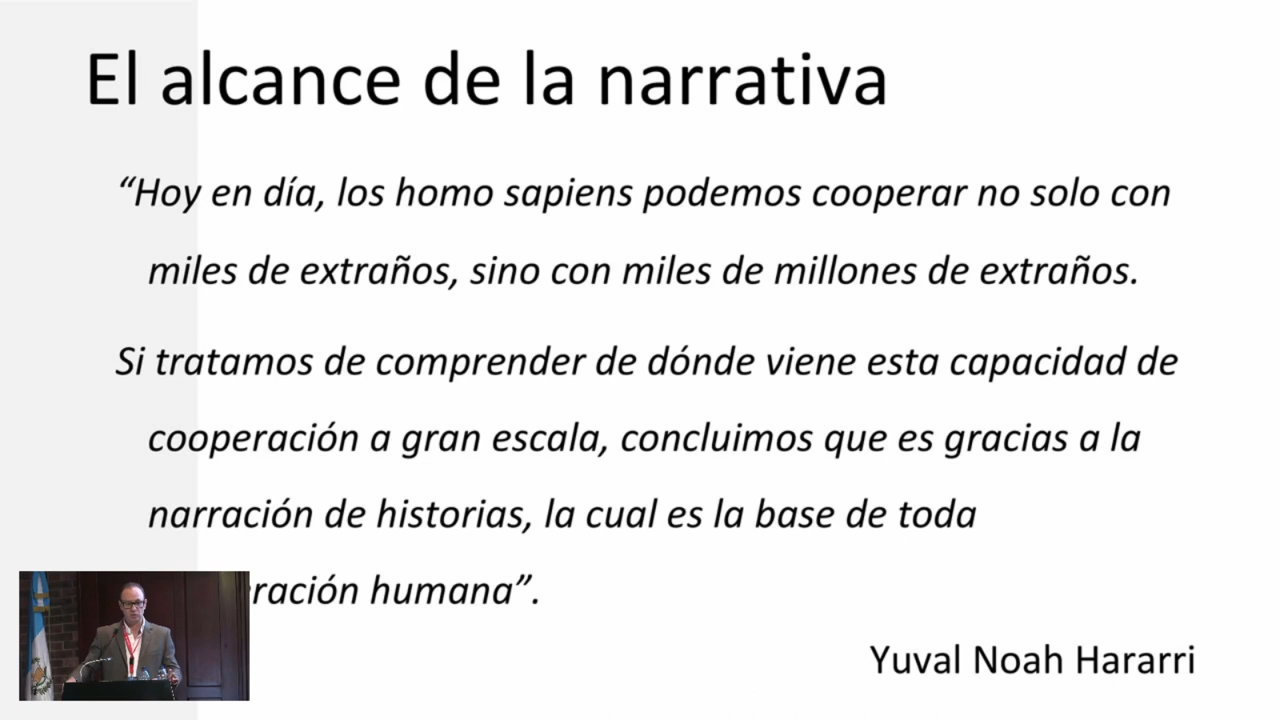 El alcance de la narrativa
“Hoy en día, los homo sapiens podemos cooperar no solo con
miles de extraños, sino con miles de millones de extraños.
Si tratamos de comprender de dónde viene esta capacidad de
cooperación a gran escala, concluimos que es gracias a la
narración de historias, la cual es la base de toda
humana”.
Yuval Noah Hararri